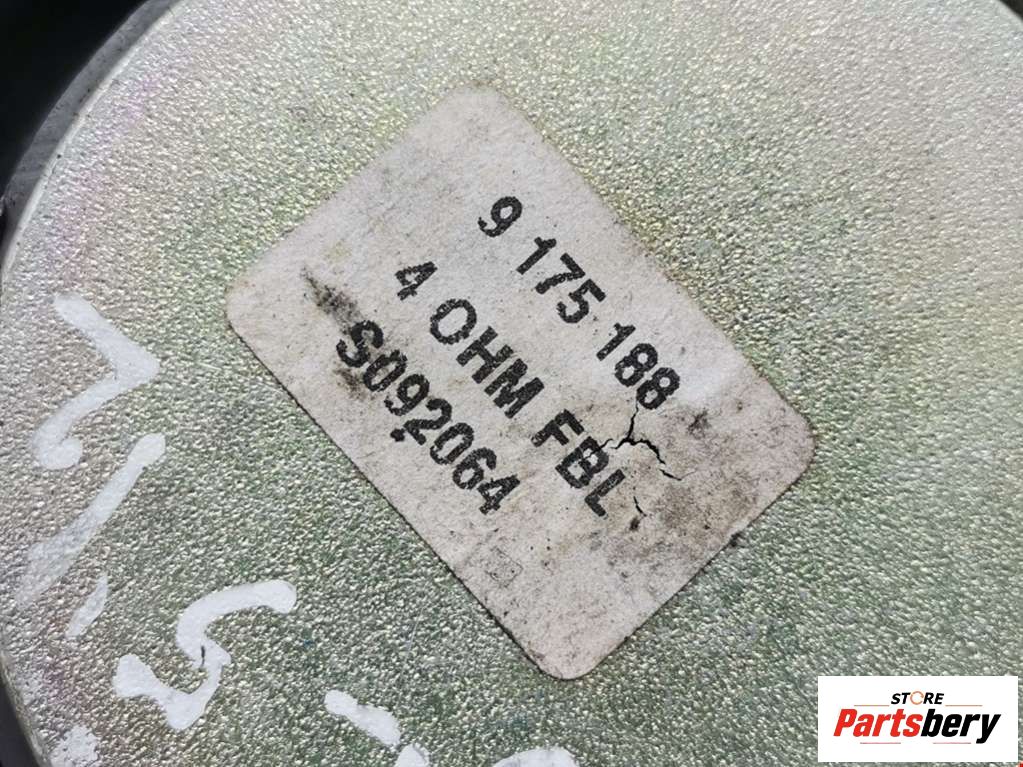 9 175 188
4 OHM FBL
S092064
STORE
Partsbery